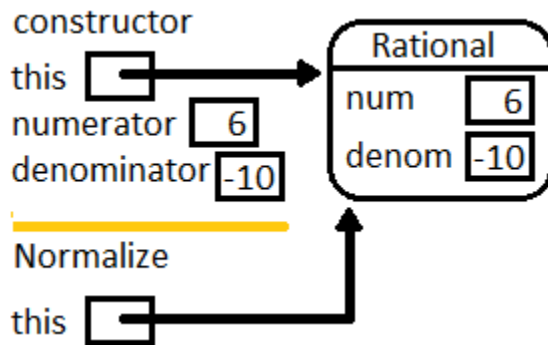 constructor
this
numerator 6
denominator -10
Normalize
this
Rational
num 6
denom -10